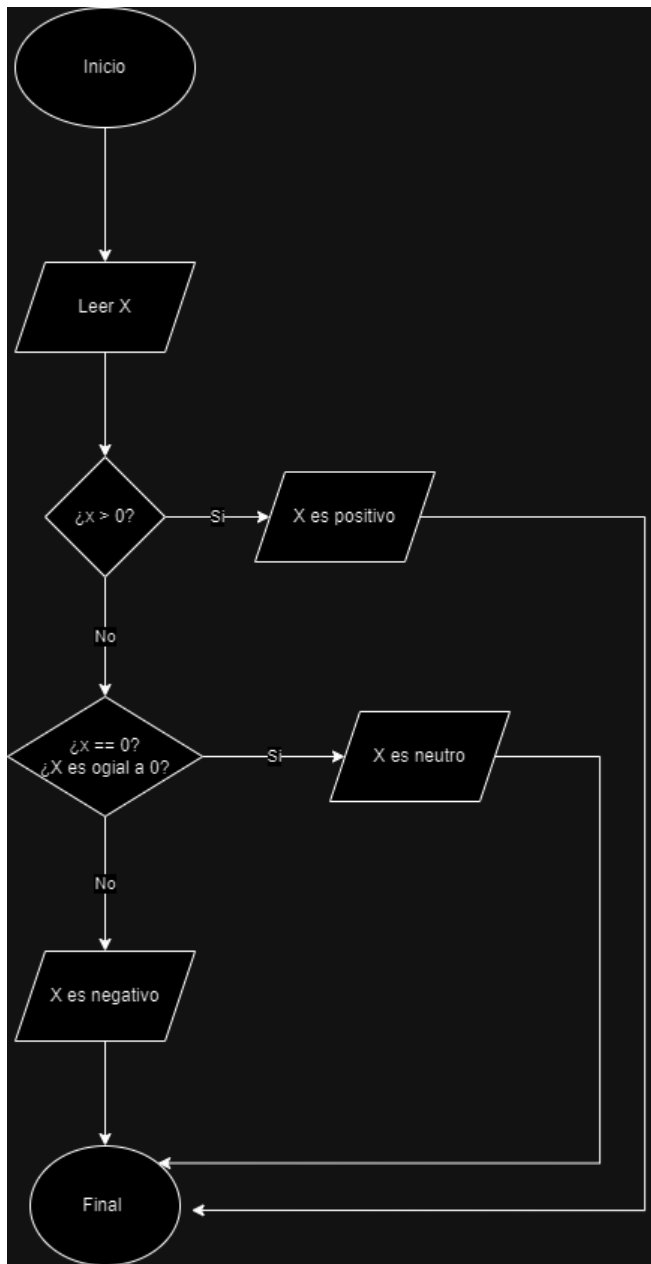 Inicio
Leer X
¿x > 0?
Si
X es positivo
No
¿x == 0?
¿X es ogial a 0?
Si
X es neutro
No
X es negativo
Final